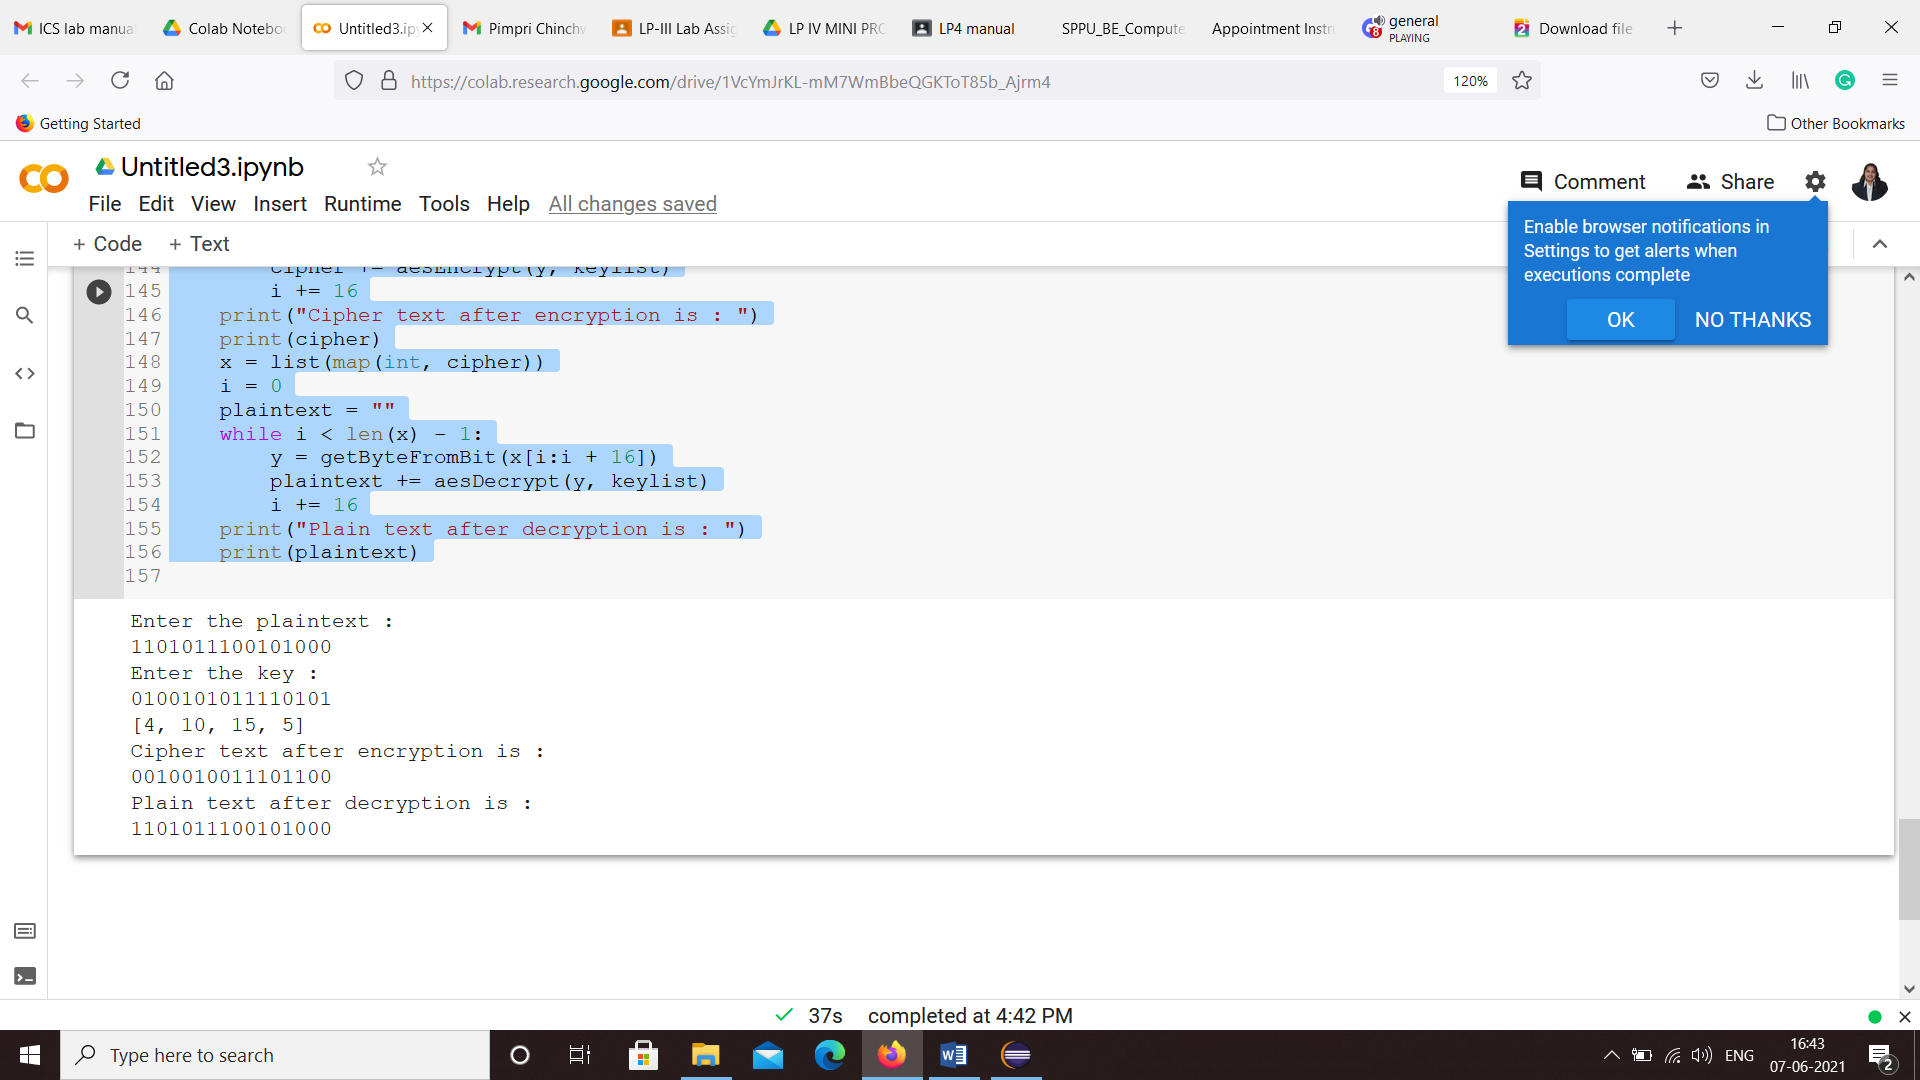 ICS lab manua
Colab Notebo
Untitled3.ip
Pimpri Chinchw
LP-III Lab Assig
LP IV MINI PRO
LP4 manual
SPPU_BE_Compute
Appointment Instru
general
PLAYING
Download file
https://colab.research.google.com/drive/1VcYmJrKL-mM7WmBbeQGKToT85b_Ajrm4
120%
Getting Started
Other Bookmarks
Untitled3.ipynb
Comment
Share
File Edit View Insert Runtime Tools Help All changes saved
Enable browser notifications in
Settings to get alerts when
executions complete
OK NO THANKS
+ Code + Text
144 cipher += aesEncrypt(y, keylist)
145 i += 16
146 print("Cipher text after encryption is : ")
147 print(cipher)
148 x = list(map(int, cipher))
149 i = 0
150 plaintext = ""
151 while i < len(x) - 1:
152 y = getByteFromBit(x[i:i + 16])
153 plaintext += aesDecrypt(y, keylist)
154 i += 16
155 print("Plain text after decryption is : ")
156 print(plaintext)
157
Enter the plaintext :
1101011100101000
Enter the key :
0100101011110101
[4, 10, 15, 5]
Cipher text after encryption is :
0010010011101100
Plain text after decryption is :
1101011100101000
37s completed at 4:42 PM
Type here to search
ENG
16:43
07-06-2021
2